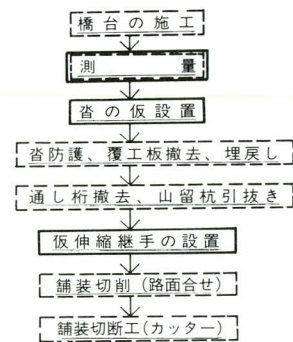 橋台の施工
測量
沓の仮設置
沓防護、覆工板撤去、埋戻し
通し桁撤去、山留杭引抜き
仮伸縮継手の設置
舗装切削(路面合せ)
舗装切断工(カッター)